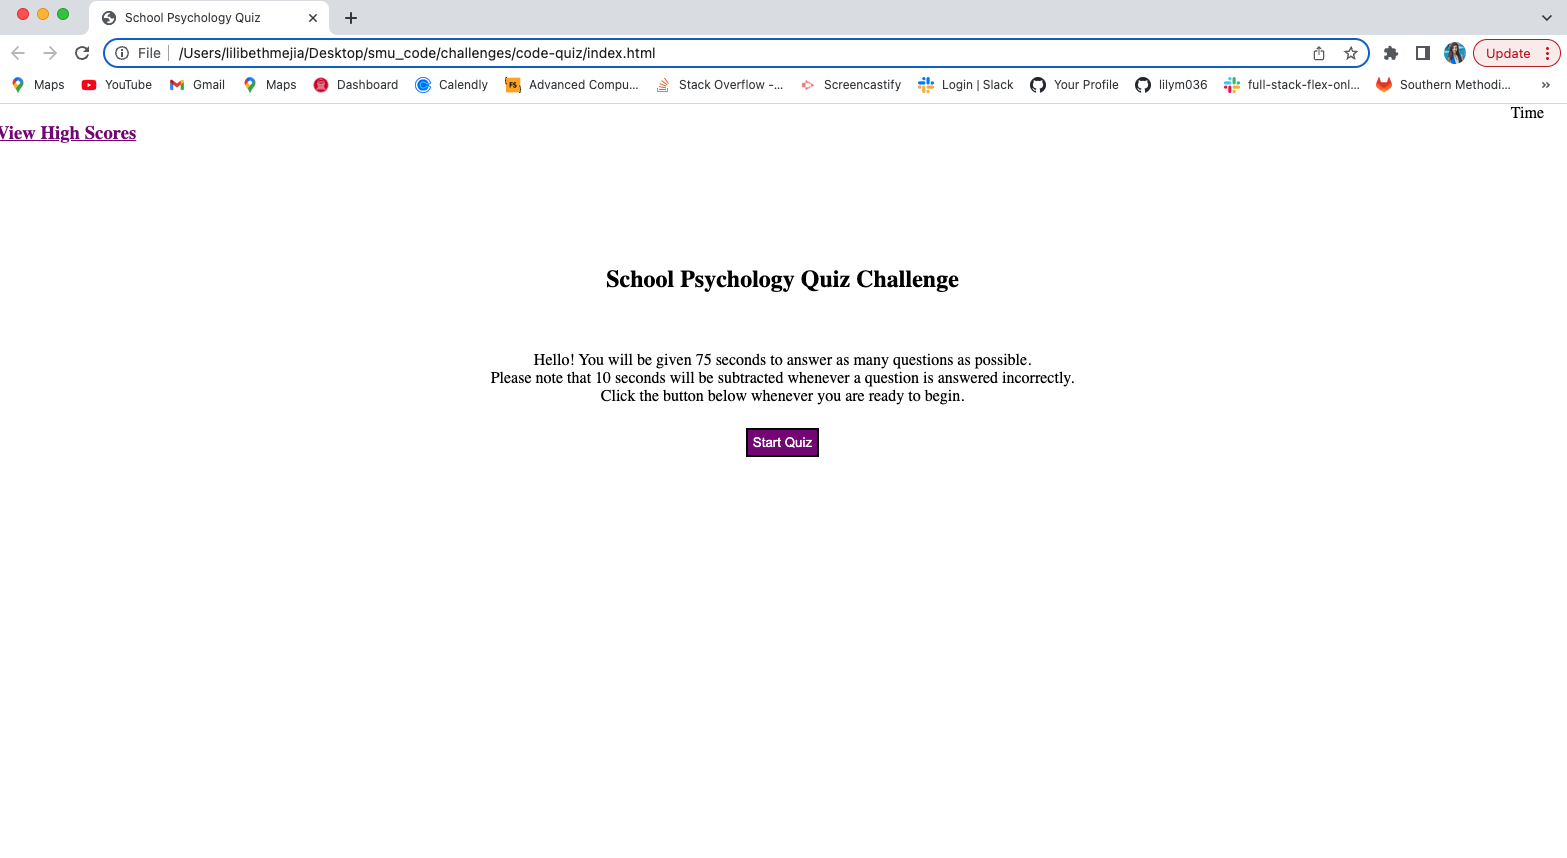 School Psychology Quiz
File /Users/lilibethmejia/Desktop/smu_code/challenges/code-quiz/index.html
Update
Maps YouTube Gmail Maps Dashboard Calendly FS Advanced Compu... Stack Overflow -... Screencastify Login | Slack Your Profile lilym036 full-stack-flex-onl... Southern Methodi... »
Time
View High Scores
School Psychology Quiz Challenge
Hello! You will be given 75 seconds to answer as many questions as possible.
Please note that 10 seconds will be subtracted whenever a question is answered incorrectly.
Click the button below whenever you are ready to begin.
Start Quiz